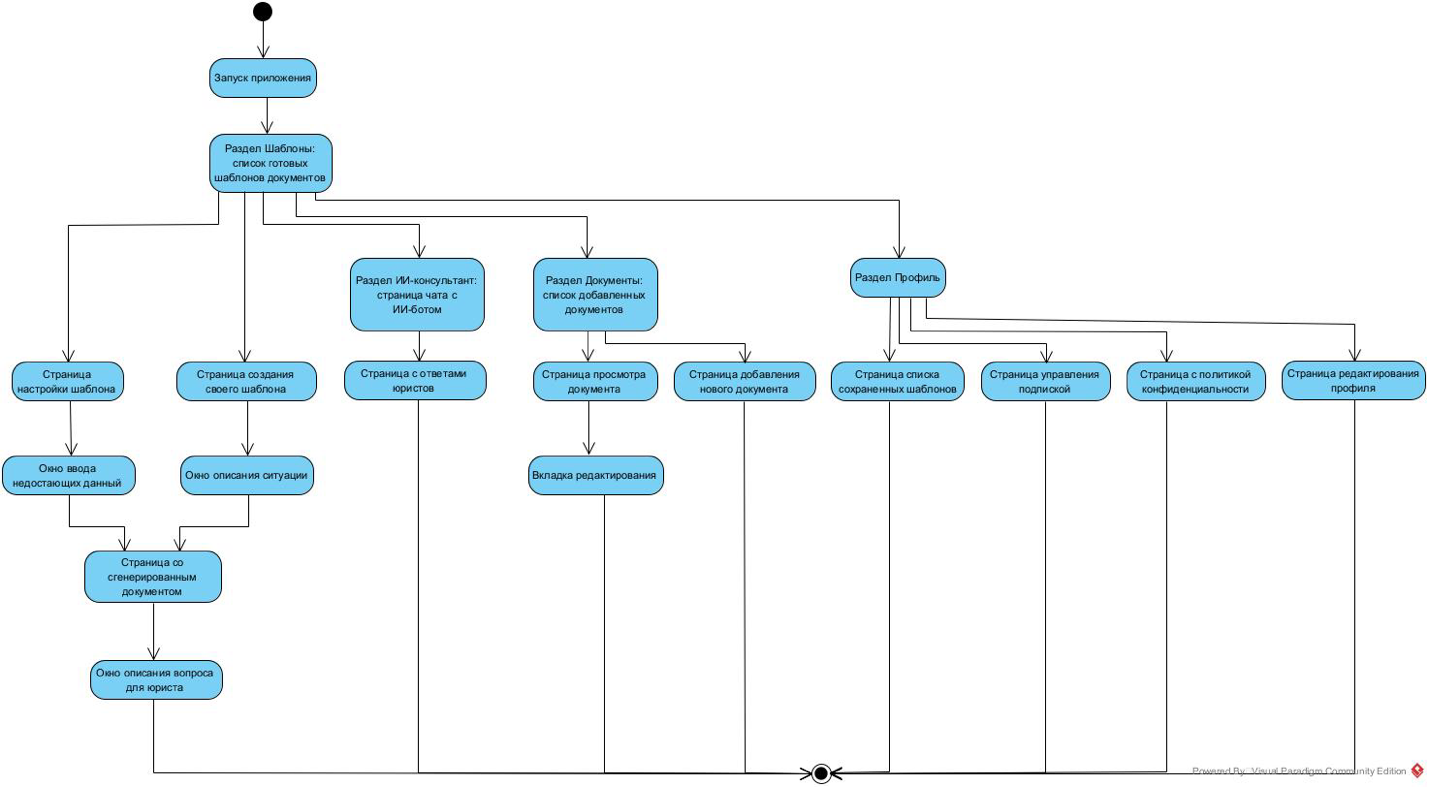 Запуск приложения
Раздел Шаблоны:
список готовых
шаблонов документов
Раздел ИИ-консультант:
страница чата с
ИИ-ботом
Раздел Документы:
список добавленных
документов
Раздел Профиль
Страница
настройки шаблона
Страница создания
своего шаблона
Страница с ответами
юристов
Страница просмотра
документа
Страница добавления
нового документа
Страница списка
сохраненных шаблонов
Страница управления
подпиской
Страница с политикой
конфиденциальности
Страница редактирования
профиля
Окно ввода
недостающих данный
Окно описания ситуации
Вкладка редактирования
Страница со
сгенерированным
документом
Окно описания вопроса
для юриста
Powered By Visual Paradigm Community Edition